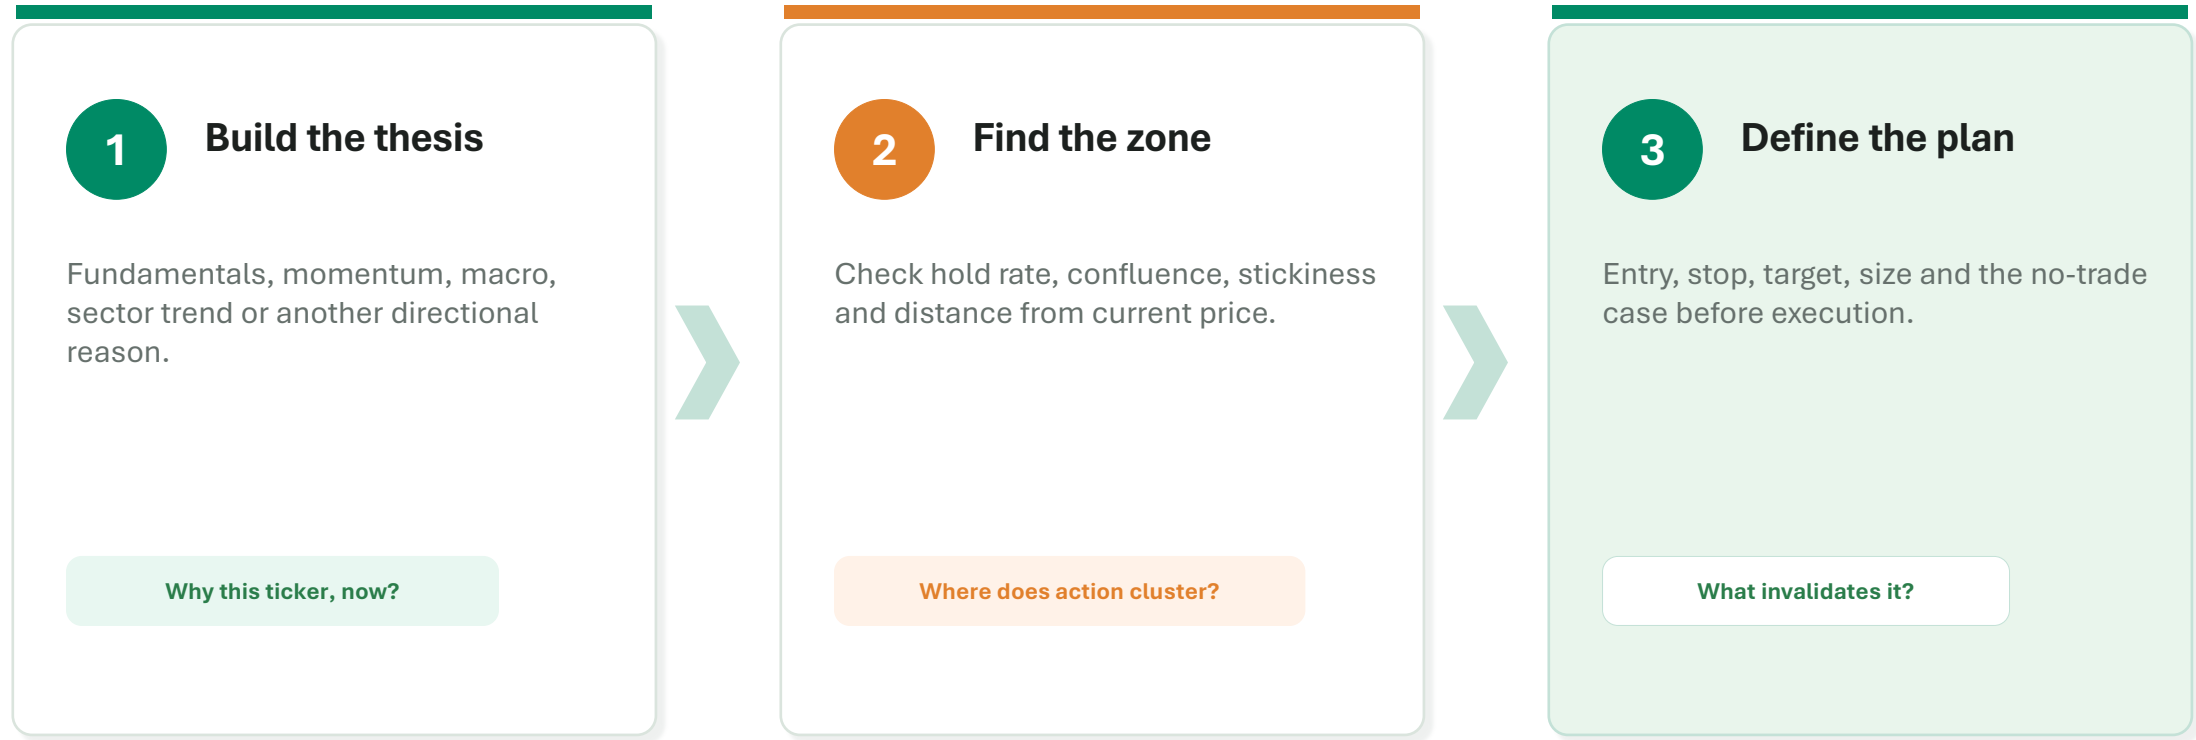 1
Build the thesis
Fundamentals, momentum, macro,
sector trend or another directional
reason.
Why this ticker, now?
2
Find the zone
Check hold rate, confluence, stickiness
and distance from current price.
Where does action cluster?
3
Define the plan
Entry, stop, target, size and the no-trade
case before execution.
What invalidates it?